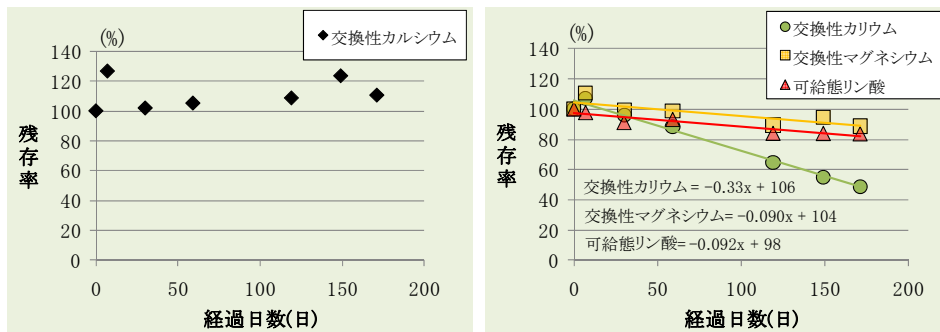 (%)
交換性カルシウム
140
120
100
80
60
40
20
0
残存率
0
50
100
150
200
経過日数(日)
(%)
交換性カリウム
交換性マグネシウム
可給態リン酸
140
120
100
80
60
40
20
0
残存率
交換性カリウム = -0.33x + 106
交換性マグネシウム= -0.090x + 104
可給態リン酸= -0.092x + 98
0
50
100
150
200
経過日数(日)